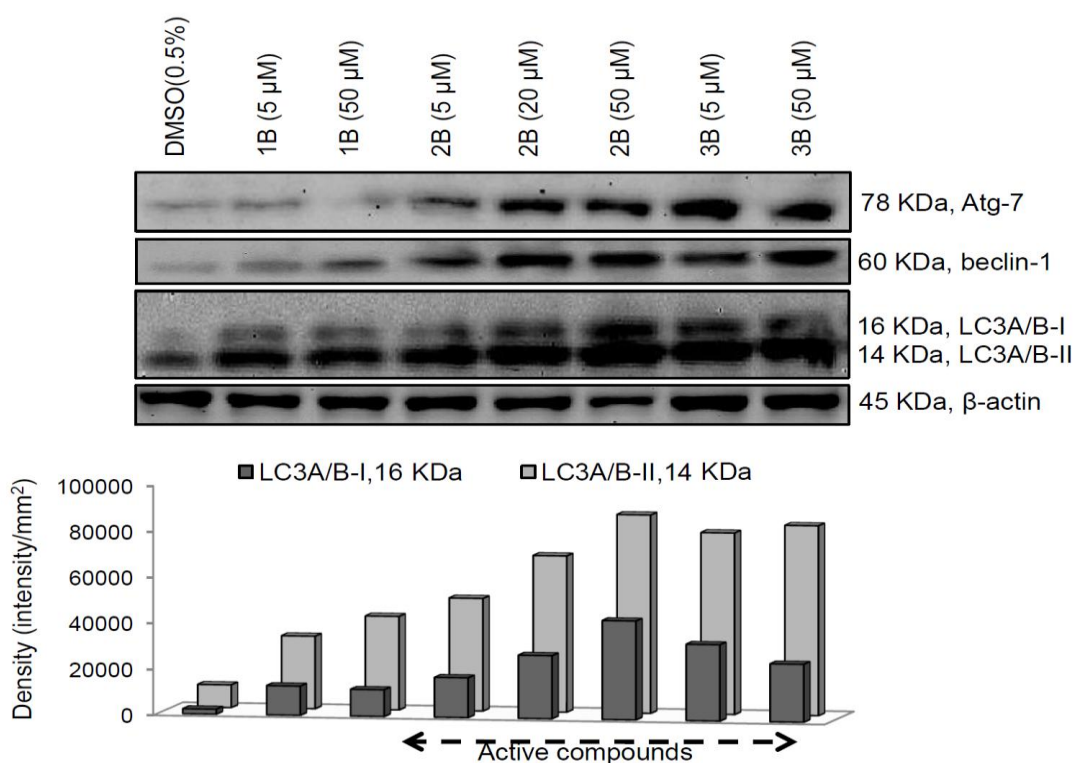 DMSO(0.5%)
1B (5 µM)
1B (50 µM)
2B (5 µM)
2B (20 µM)
2B (50 µM)
3B (5 µM)
3B (50 µM)
78 KDa, Atg-7
60 KDa, beclin-1
16 KDa, LC3A/B-I
14 KDa, LC3A/B-II
45 KDa, β-actin
LC3A/B-I,16 KDa
LC3A/B-II,14 KDa
Density (intensity/mm²)
100000
80000
60000
40000
20000
0
Active compounds